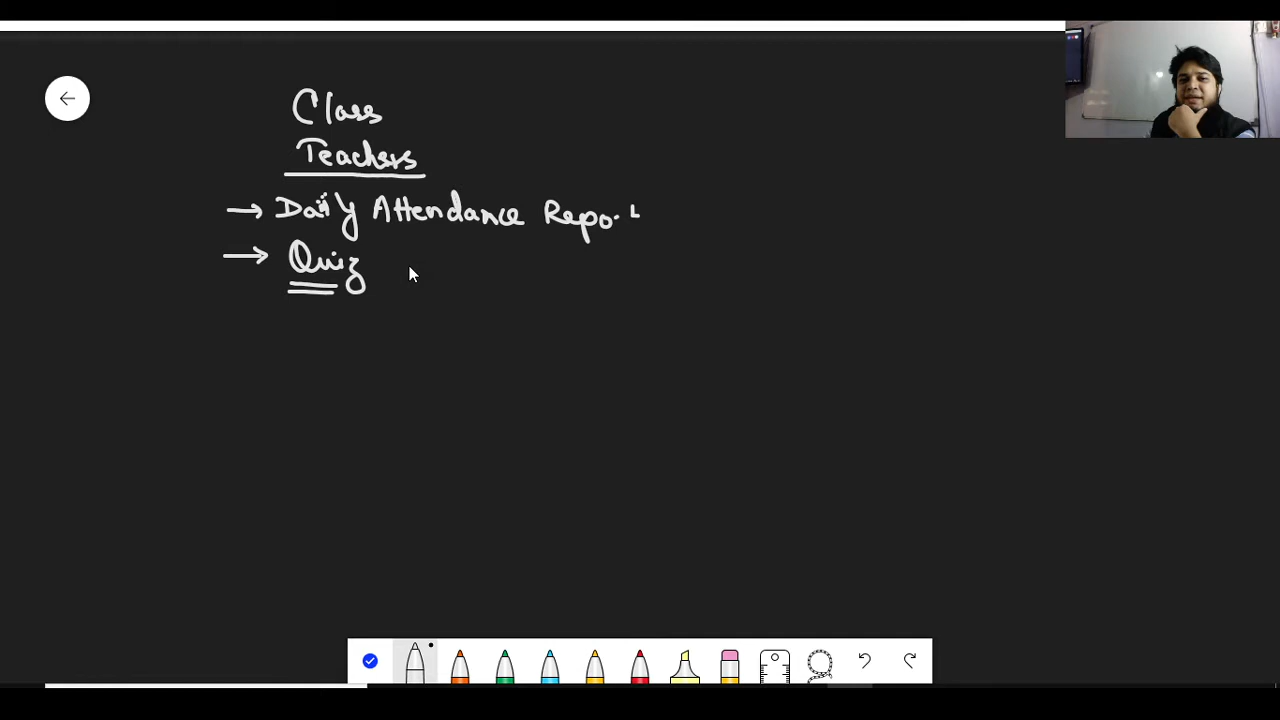 Class
Teachers
→ Daily Attendance Repo
→ Quiz